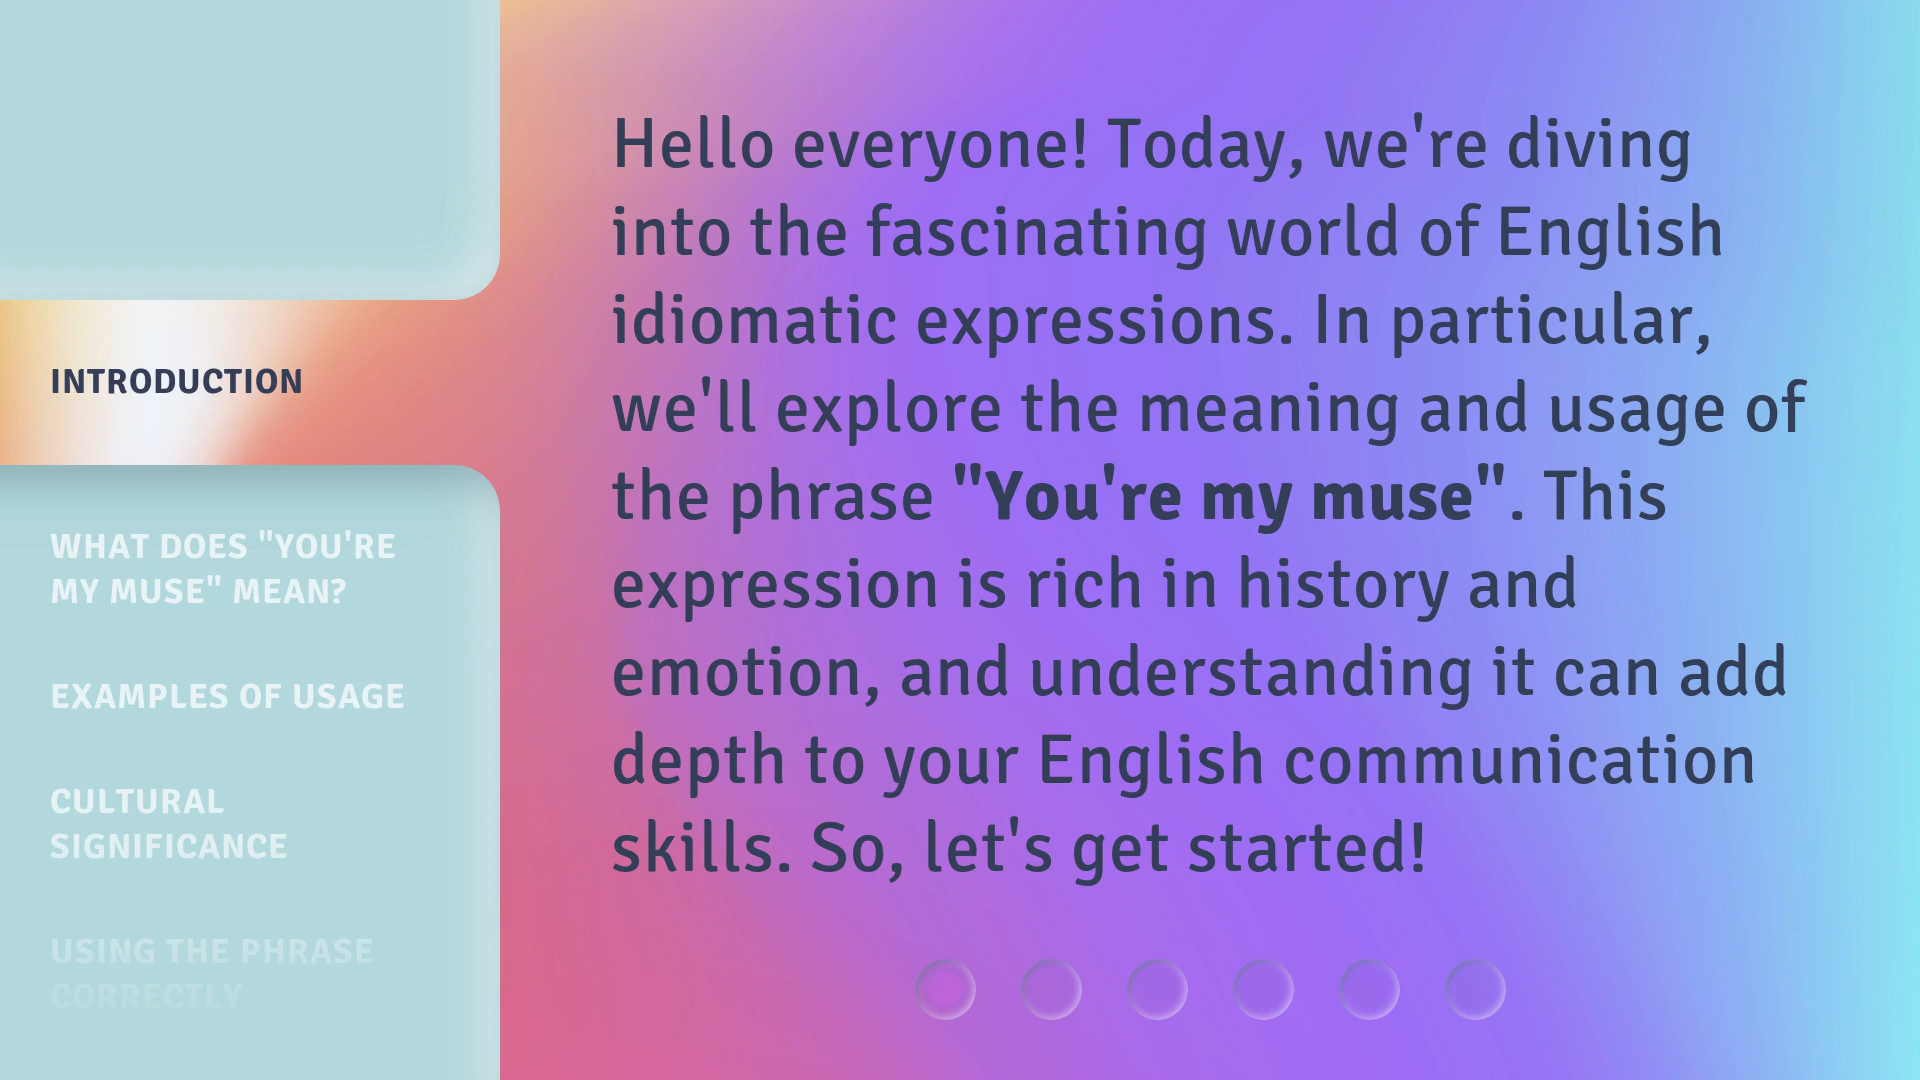 INTRODUCTION
WHAT DOES "YOU'RE
MY MUSE" MEAN?
EXAMPLES OF USAGE
CULTURAL
SIGNIFICANCE
USING THE PHRASE
CORRECTLY
Hello everyone! Today, we're diving
into the fascinating world of English
idiomatic expressions. In particular,
we'll explore the meaning and usage of
the phrase "You're my muse". This
expression is rich in history and
emotion, and understanding it can add
depth to your English communication
skills. So, let's get started!